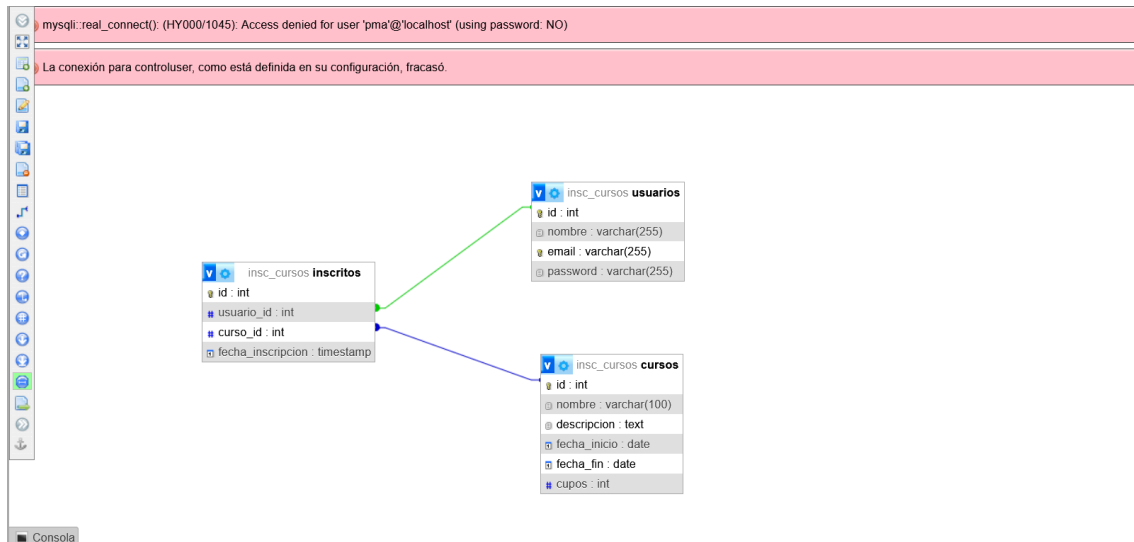 mysqli::real_connect(): (HY000/1045): Access denied for user 'pma'@'localhost' (using password: NO)
La conexión para controluser, como está definida en su configuración, fracasó.
v insc_cursos usuarios
id : int
nombre : varchar(255)
email : varchar(255)
password : varchar(255)
v insc_cursos inscritos
id : int
# usuario_id : int
# curso_id : int
fecha_inscripcion : timestamp
v insc_cursos cursos
id : int
nombre : varchar(100)
descripcion : text
fecha_inicio : date
fecha_fin : date
# cupos : int
Consola